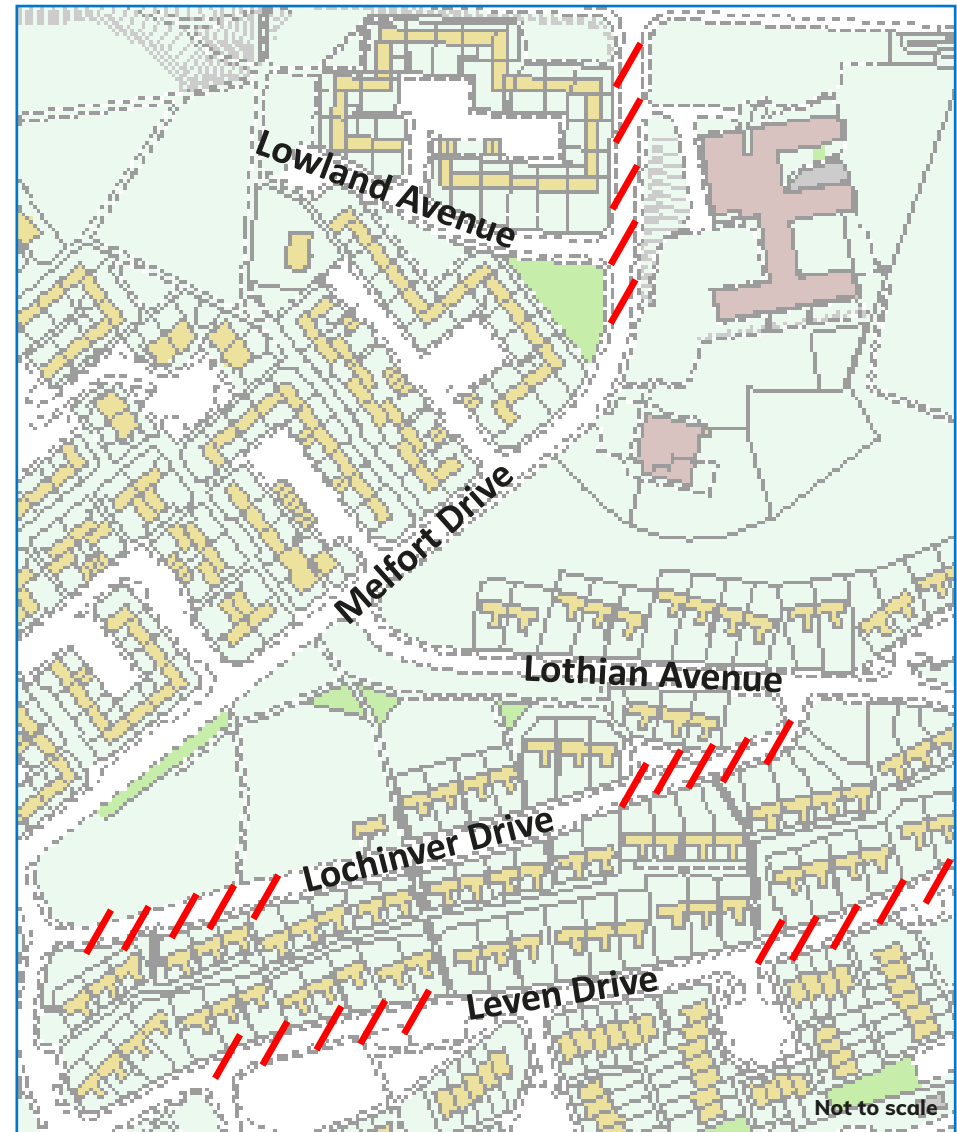 Lowland Avenue
Melfort Drive
Lothian Avenue
Lochinver Drive
Leven Drive
Not to scale